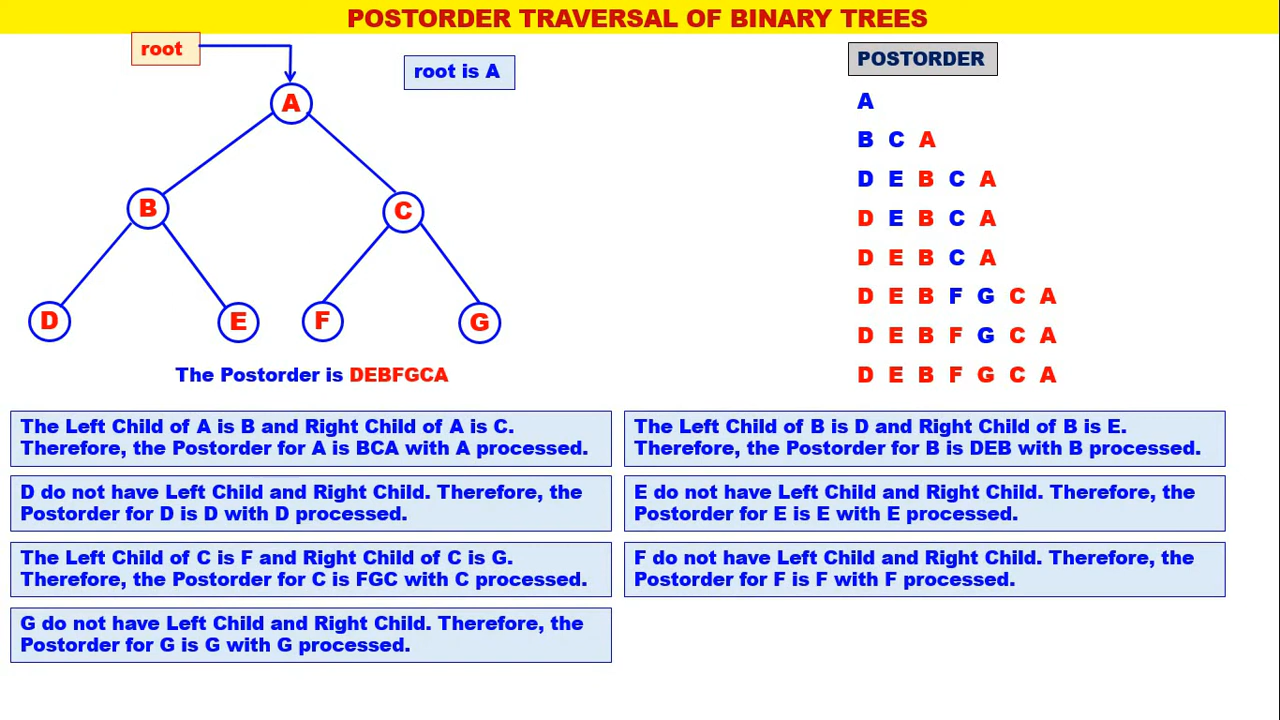 POSTORDER TRAVERSAL OF BINARY TREES
root
root is A
A
B
C
D
E
F
G
The Postorder is DEBFGCA
POSTORDER
A
B C A
D E B C A
D E B C A
D E B C A
D E B F G C A
D E B F G C A
D E B F G C A
The Left Child of A is B and Right Child of A is C.
Therefore, the Postorder for A is BCA with A processed.
The Left Child of B is D and Right Child of B is E.
Therefore, the Postorder for B is DEB with B processed.
D do not have Left Child and Right Child. Therefore, the
Postorder for D is D with D processed.
E do not have Left Child and Right Child. Therefore, the
Postorder for E is E with E processed.
The Left Child of C is F and Right Child of C is G.
Therefore, the Postorder for C is FGC with C processed.
F do not have Left Child and Right Child. Therefore, the
Postorder for F is F with F processed.
G do not have Left Child and Right Child. Therefore, the
Postorder for G is G with G processed.